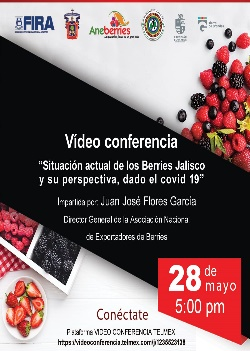 FIRA
Aneberries
Vídeo conferencia
“Situación actual de los Berries Jalisco
y su perspectiva, dado el covid 19”
Impartica por: Juan José Flores García
Director General de la Asociación Nacional
de Exportadores de Berries
28 de
mayo
5:00 pm
Conéctate
Plataforma VIDEO CONFERENCIA TELMEX